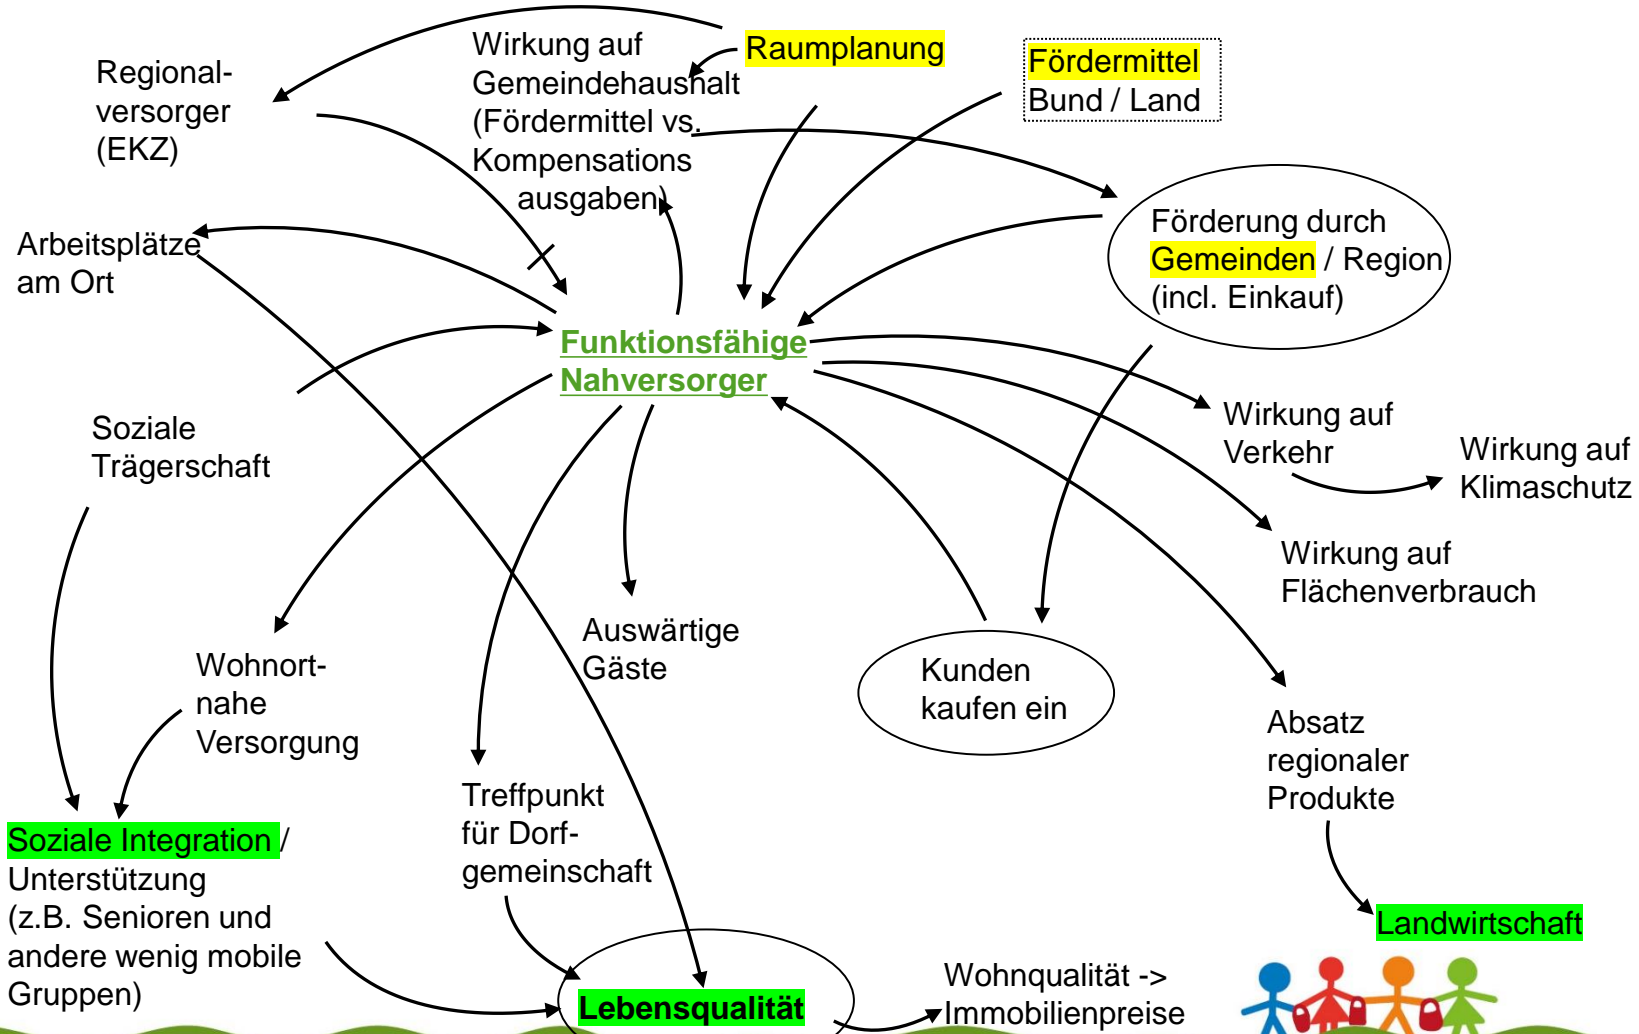 Regional-
versorger
(EKZ)
Wirkung auf
Gemeindehaushalt
(Fördermittel vs.
Kompensations
ausgaben)
Raumplanung
Fördermittel
Bund / Land
Förderung durch
Gemeinden / Region
(incl. Einkauf)
Arbeitsplätze
am Ort
Funktionsfähige
Nahversorger
Soziale
Trägerschaft
Wirkung auf
Verkehr
Wirkung auf
Klimaschutz
Wirkung auf
Flächenverbrauch
Auswärtige
Gäste
Wohnort-
nahe
Versorgung
Kunden
kaufen ein
Absatz
regionaler
Produkte
Treffpunkt
für Dorf-
gemeinschaft
Soziale Integration /
Unterstützung
(z.B. Senioren und
andere wenig mobile
Gruppen)
Landwirtschaft
Lebensqualität
Wohnqualität ->
Immobilienpreise